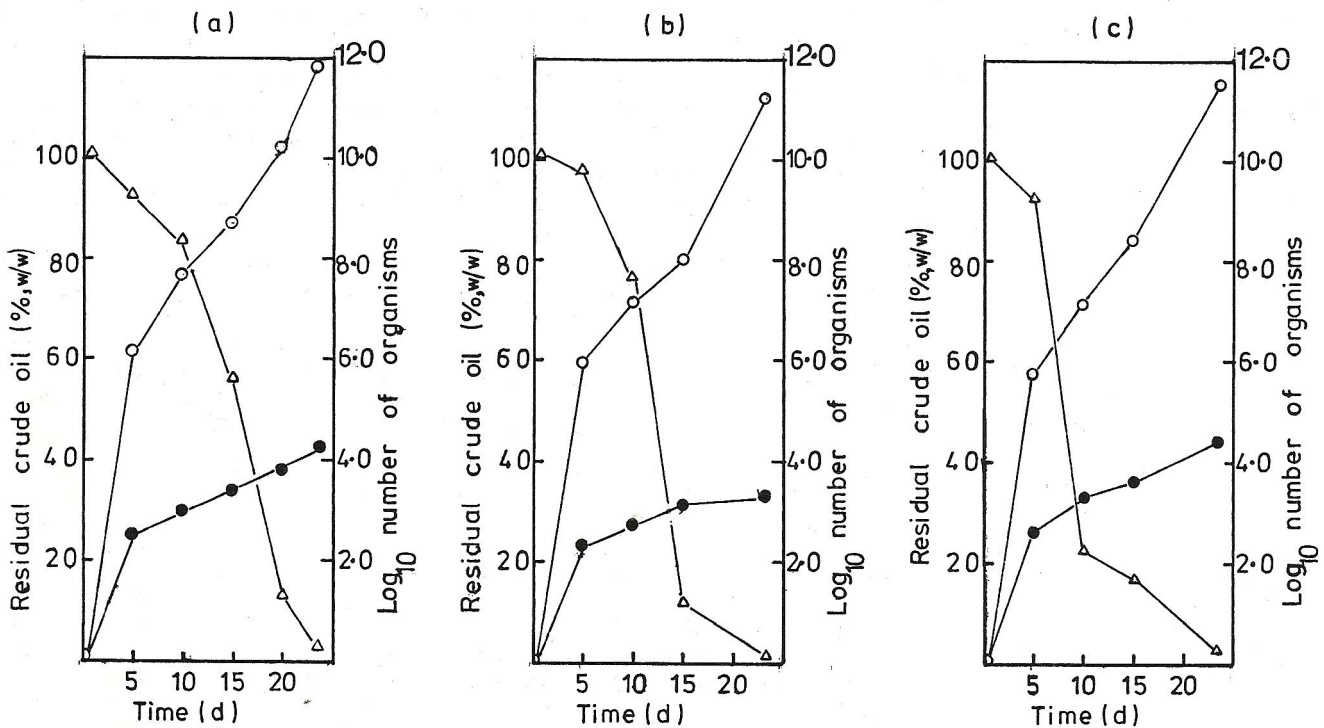 (a)
Residual crude oil (%,w/w)
100
80
60
40
20
12·0
10·0
8·0
6·0
4·0
2·0
Log10 number of organisms
5 10 15 20
Time (d)
(b)
Residual crude oil (%,w/w)
100
80
60
40
20
12·0
10·0
8·0
6·0
4·0
2·0
Log10 number of organisms
5 10 15 20
Time (d)
(c)
Residual crude oil (%,w/w)
100
80
60
40
20
12·0
10·0
8·0
6·0
4·0
2·0
Log10 number of organisms
5 10 15 20
Time (d)